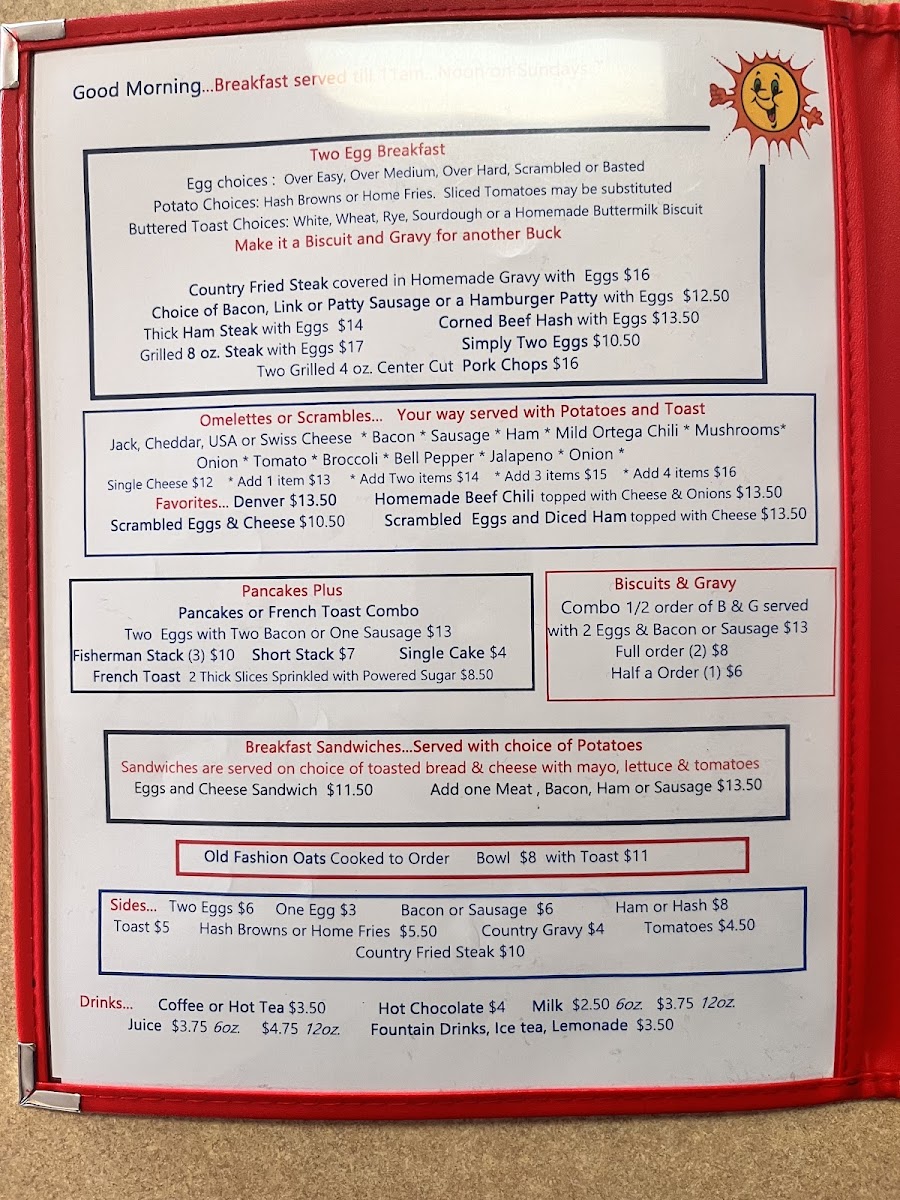 Good Morning...Breakfast served till 11am...Noon on Sundays
Two Egg Breakfast
Egg choices : Over Easy, Over Medium, Over Hard, Scrambled or Basted
Potato Choices: Hash Browns or Home Fries. Sliced Tomatoes may be substituted
Buttered Toast Choices: White, Wheat, Rye, Sourdough or a Homemade Buttermilk Biscuit
Make it a Biscuit and Gravy for another Buck
Country Fried Steak covered in Homemade Gravy with Eggs $16
Choice of Bacon, Link or Patty Sausage or a Hamburger Patty with Eggs $12.50
Thick Ham Steak with Eggs $14 Corned Beef Hash with Eggs $13.50
Grilled 8 oz. Steak with Eggs $17 Simply Two Eggs $10.50
Two Grilled 4 oz. Center Cut Pork Chops $16
Omelettes or Scrambles... Your way served with Potatoes and Toast
Jack, Cheddar, USA or Swiss Cheese * Bacon * Sausage * Ham * Mild Ortega Chili * Mushrooms*
Onion * Tomato * Broccoli * Bell Pepper * Jalapeno * Onion *
Single Cheese $12 * Add 1 item $13 * Add Two items $14 * Add 3 items $15 * Add 4 items $16
Favorites... Denver $13.50 Homemade Beef Chili topped with Cheese & Onions $13.50
Scrambled Eggs & Cheese $10.50 Scrambled Eggs and Diced Ham topped with Cheese $13.50
Pancakes Plus
Pancakes or French Toast Combo
Two Eggs with Two Bacon or One Sausage $13
Fisherman Stack (3) $10 Short Stack $7 Single Cake $4
French Toast 2 Thick Slices Sprinkled with Powered Sugar $8.50
Biscuits & Gravy
Combo 1/2 order of B & G served
with 2 Eggs & Bacon or Sausage $13
Full order (2) $8
Half a Order (1) $6
Breakfast Sandwiches...Served with choice of Potatoes
Sandwiches are served on choice of toasted bread & cheese with mayo, lettuce & tomatoes
Eggs and Cheese Sandwich $11.50 Add one Meat , Bacon, Ham or Sausage $13.50
Old Fashion Oats Cooked to Order Bowl $8 with Toast $11
Sides... Two Eggs $6 One Egg $3 Bacon or Sausage $6 Ham or Hash $8
Toast $5 Hash Browns or Home Fries $5.50 Country Gravy $4 Tomatoes $4.50
Country Fried Steak $10
Drinks... Coffee or Hot Tea $3.50 Hot Chocolate $4 Milk $2.50 6oz. $3.75 12oz.
Juice $3.75 6oz. $4.75 12oz. Fountain Drinks, Ice tea, Lemonade $3.50